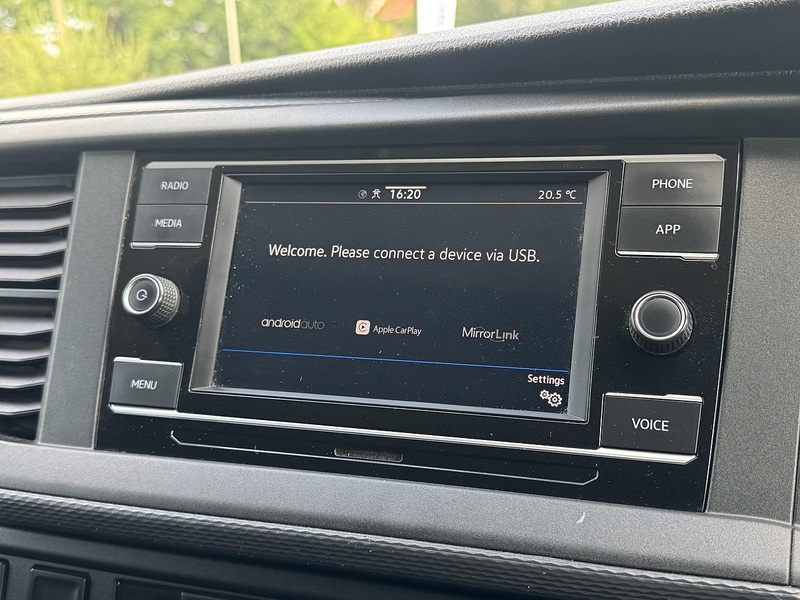 RADIO
MEDIA
MENU
16:20
20.5 °C
Welcome. Please connect a device via USB.
androidauto
Apple CarPlay
MirrorLink
Settings
PHONE
APP
VOICE